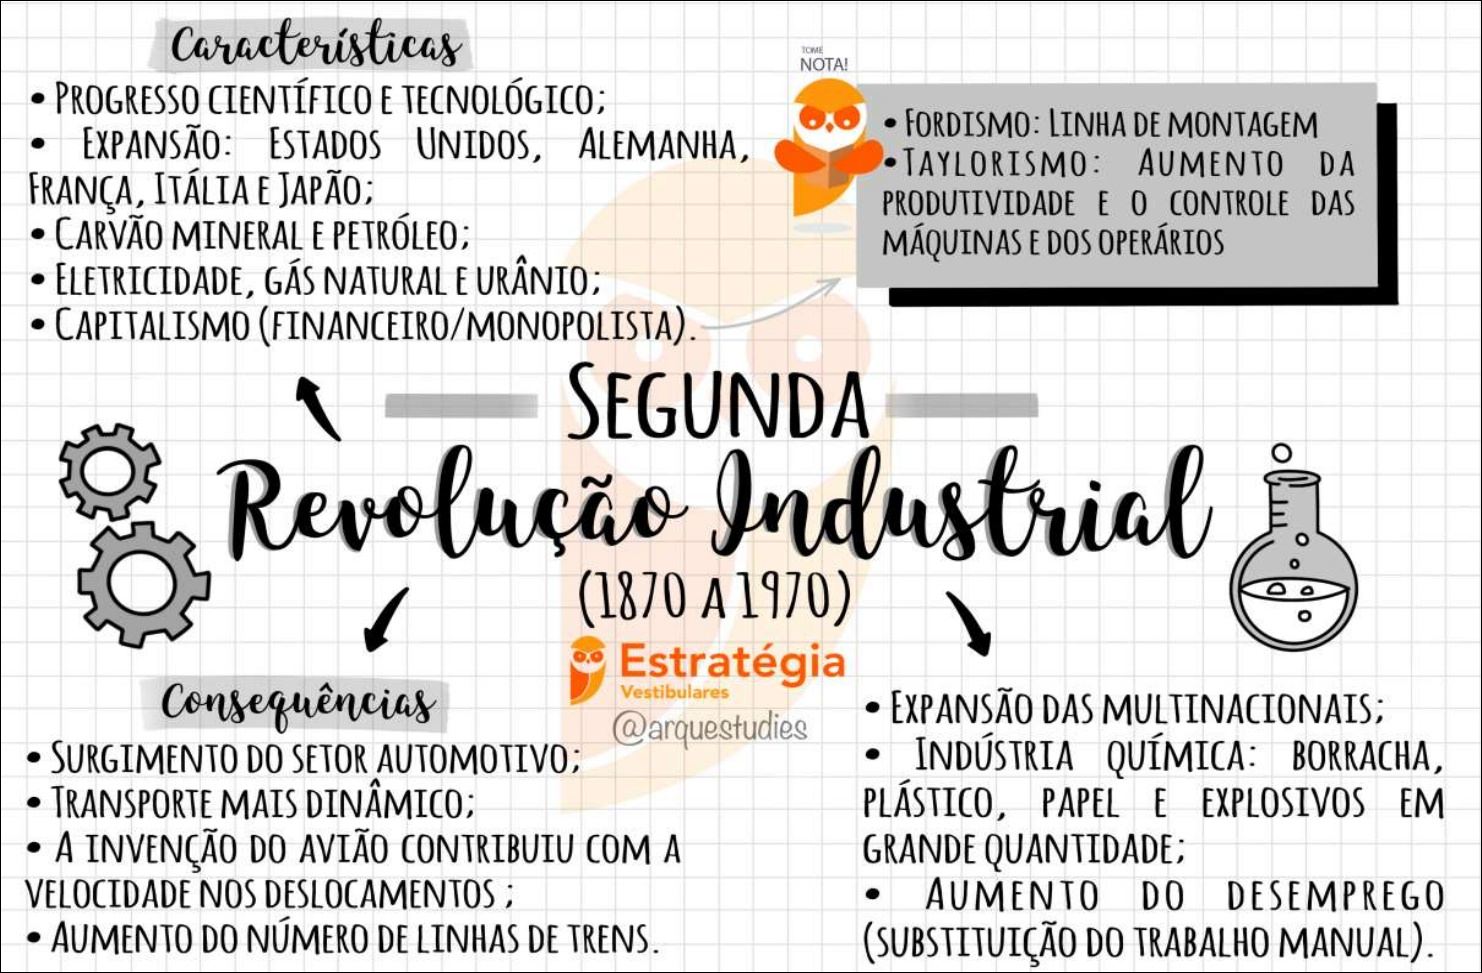 Características
• Progresso científico e tecnológico;
• Expansão: Estados Unidos, Alemanha,
França, Itália e Japão;
• Carvão mineral e petróleo;
• Eletricidade, gás natural e urânio;
• Capitalismo (financeiro/monopolista).
TOME
NOTA!
• Fordismo: Linha de montagem
• Taylorismo: Aumento da
produtividade e o controle das
máquinas e dos operários
Segunda
Revolução Industrial
(1870 a 1970)
Estratégia
Vestibulares
@arquestudies
Consequências
• Surgimento do setor automotivo;
• Transporte mais dinâmico;
• A invenção do avião contribuiu com a
velocidade nos deslocamentos ;
• Aumento do número de linhas de trens.
• Expansão das multinacionais;
• Indústria química: borracha,
plástico, papel e explosivos em
grande quantidade;
• Aumento do desemprego
(substituição do trabalho manual).